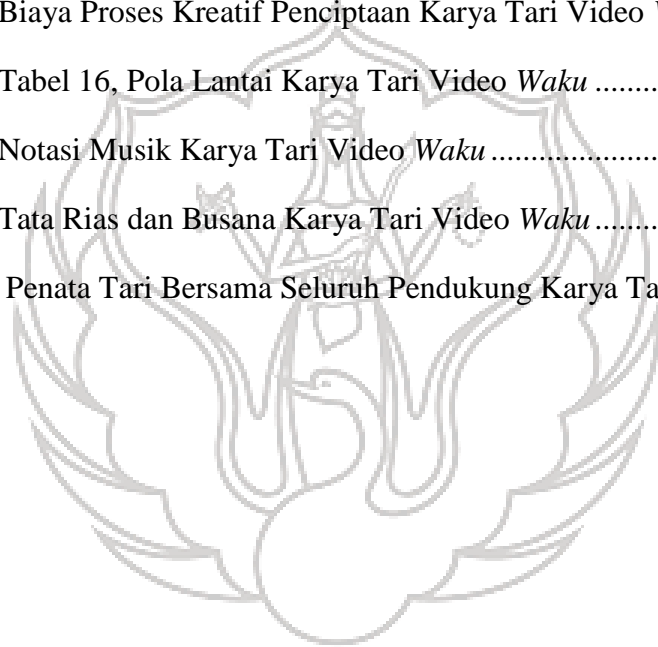 Biaya Proses Kreatif Penciptaan Karya Tari Video
Tabel 16, Pola Lantai Karya Tari Video Waku ........
Notasi Musik Karya Tari Video Waku .....................
Tata Rias dan Busana Karya Tari Video Waku ........
Penata Tari Bersama Seluruh Pendukung Karya Ta